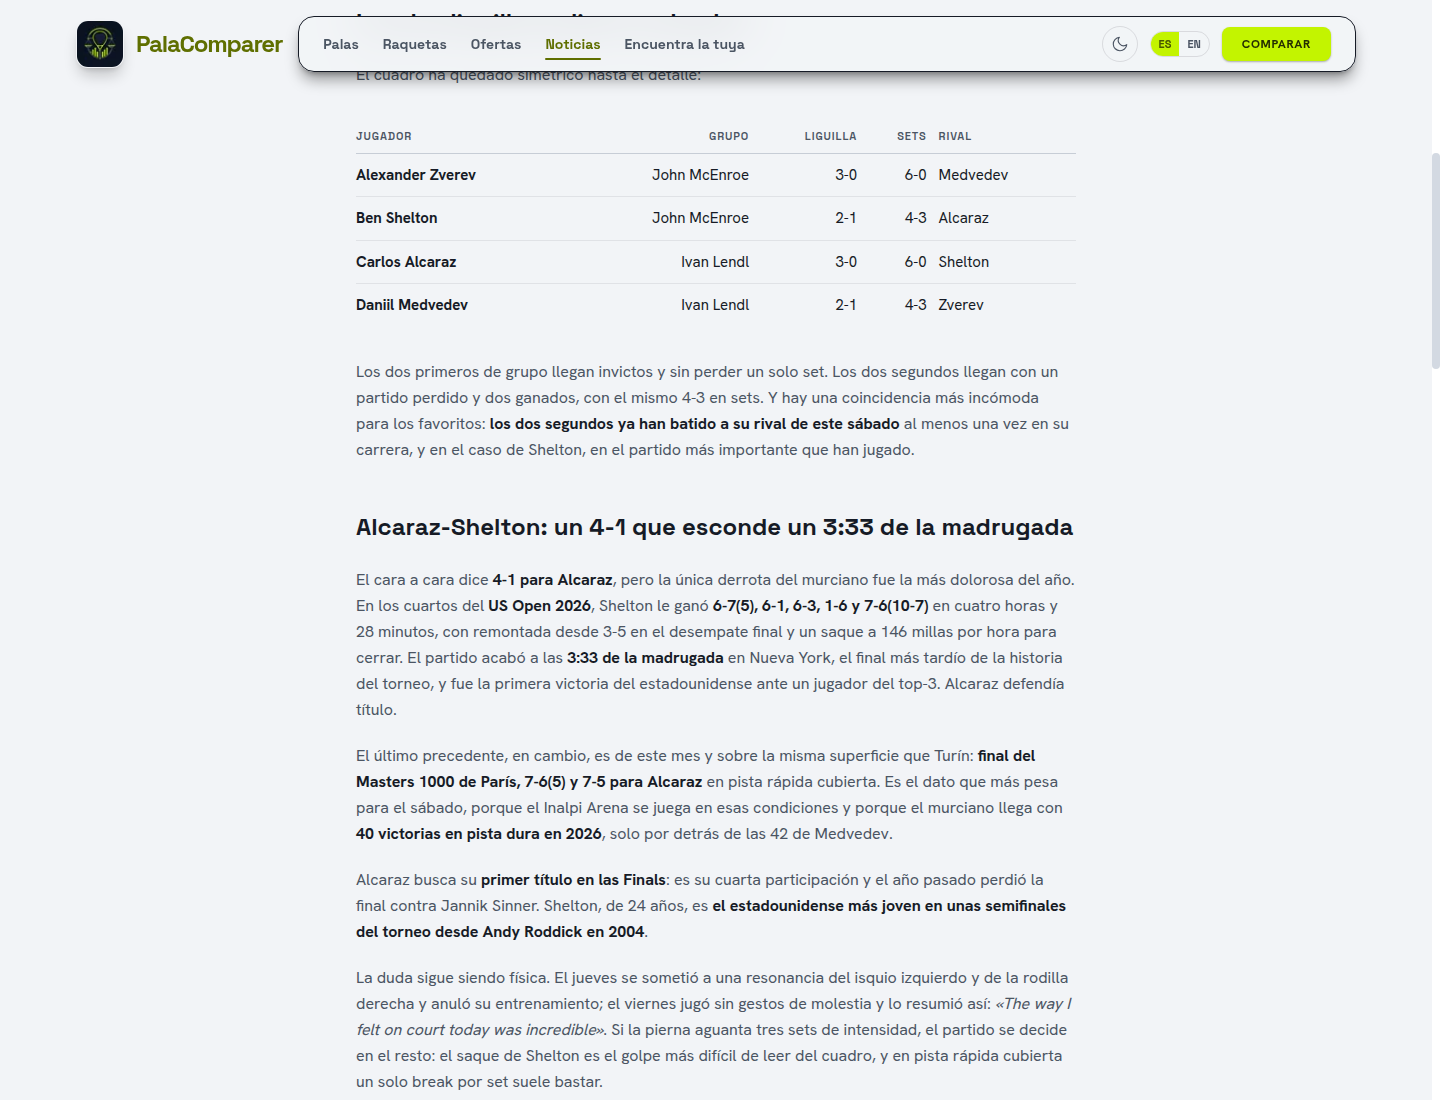 PalaComparer
Palas Raquetas Ofertas Noticias Encuentra la tuya ES EN COMPARAR
El cuadro ha quedado simétrico hasta el detalle:
JUGADOR GRUPO LIGUILLA SETS RIVAL
Alexander Zverev John McEnroe 3-0 6-0 Medvedev
Ben Shelton John McEnroe 2-1 4-3 Alcaraz
Carlos Alcaraz Ivan Lendl 3-0 6-0 Shelton
Daniil Medvedev Ivan Lendl 2-1 4-3 Zverev
Los dos primeros de grupo llegan invictos y sin perder un solo set. Los dos segundos llegan con un
partido perdido y dos ganados, con el mismo 4-3 en sets. Y hay una coincidencia más incómoda
para los favoritos: los dos segundos ya han batido a su rival de este sábado al menos una vez en su
carrera, y en el caso de Shelton, en el partido más importante que han jugado.
Alcaraz-Shelton: un 4-1 que esconde un 3:33 de la madrugada
El cara a cara dice 4-1 para Alcaraz, pero la única derrota del murciano fue la más dolorosa del año.
En los cuartos del US Open 2026, Shelton le ganó 6-7(5), 6-1, 6-3, 1-6 y 7-6(10-7) en cuatro horas y
28 minutos, con remontada desde 3-5 en el desempate final y un saque a 146 millas por hora para
cerrar. El partido acabó a las 3:33 de la madrugada en Nueva York, el final más tardío de la historia
del torneo, y fue la primera victoria del estadounidense ante un jugador del top-3. Alcaraz defendía
título.
El último precedente, en cambio, es de este mes y sobre la misma superficie que Turín: final del
Masters 1000 de París, 7-6(5) y 7-5 para Alcaraz en pista rápida cubierta. Es el dato que más pesa
para el sábado, porque el Inalpi Arena se juega en esas condiciones y porque el murciano llega con
40 victorias en pista dura en 2026, solo por detrás de las 42 de Medvedev.
Alcaraz busca su primer título en las Finals: es su cuarta participación y el año pasado perdió la
final contra Jannik Sinner. Shelton, de 24 años, es el estadounidense más joven en unas semifinales
del torneo desde Andy Roddick en 2004.
La duda sigue siendo física. El jueves se sometió a una resonancia del isquio izquierdo y de la rodilla
derecha y anuló su entrenamiento; el viernes jugó sin gestos de molestia y lo resumió así: «The way I
felt on court today was incredible». Si la pierna aguanta tres sets de intensidad, el partido se decide
en el resto: el saque de Shelton es el golpe más difícil de leer del cuadro, y en pista rápida cubierta
un solo break por set suele bastar.